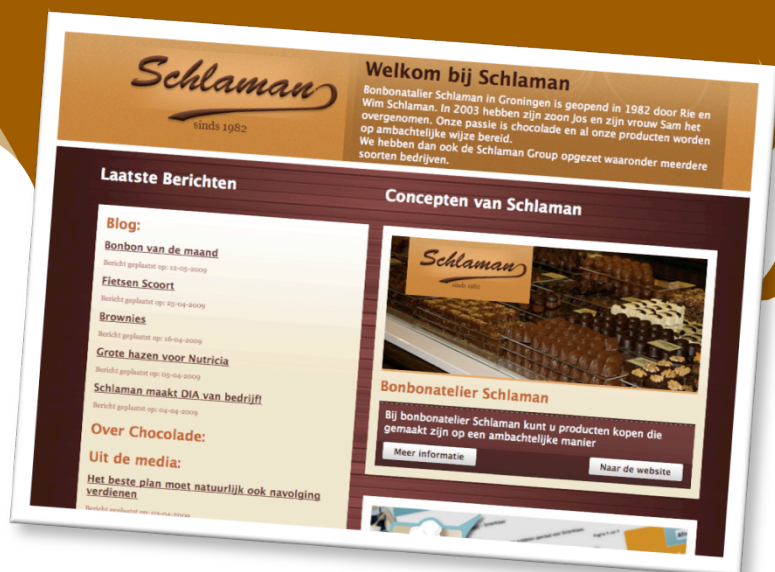 Schlaman
sinds 1982
Welkom bij Schlaman
Bonbonatalier Schlaman in Groningen is geopend in 1982 door Rie en
Wim Schlaman. In 2003 hebben zijn zoon Jos en zijn vrouw Sam het
overgenomen. Onze passie is chocolade en al onze producten worden
op ambachtelijke wijze bereid.
We hebben dan ook de Schlaman Group opgezet waaronder meerdere
soorten bedrijven.
Laatste Berichten
Blog:
Bonbon van de maand
Bericht geplaatst op: 12-05-2009
Fietsen Scoort
Bericht geplaatst op: 25-04-2009
Brownies
Bericht geplaatst op: 16-04-2009
Grote hazen voor Nutricia
Bericht geplaatst op: 05-04-2009
Schlaman maakt DIA van bedrijf!
Bericht geplaatst op: 04-04-2009
Over Chocolade:
Uit de media:
Het beste plan moet natuurlijk ook navolging
verdienen
Bericht geplaatst op: 03-04-2009
Concepten van Schlaman
Schlaman
sinds 1982
Bonbonatelier Schlaman
Bij bonbonatelier Schlaman kunt u producten kopen die
gemaakt zijn op een ambachtelijke manier
Meer informatie
Naar de website